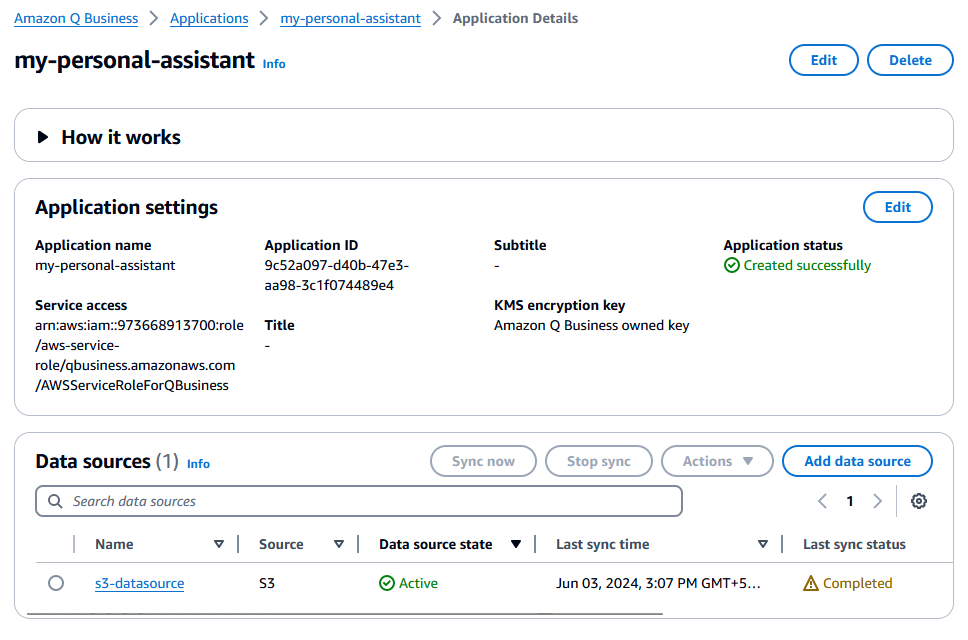 Amazon Q Business > Applications > my-personal-assistant > Application Details
my-personal-assistant Info
Edit Delete
How it works
Application settings
Edit
Application name
my-personal-assistant
Service access
arn:aws:iam::973668913700:role
/aws-service-
role/qbusiness.amazonaws.com
/AWSServiceRoleForQBusiness
Application ID
9c52a097-d40b-47e3-
aa98-3c1f074489e4
Title
-
Subtitle
-
KMS encryption key
Amazon Q Business owned key
Application status
Created successfully
Data sources (1) Info
Sync now Stop sync Actions Add data source
Search data sources
1
Name Source Data source state Last sync time Last sync status
s3-datasource S3 Active Jun 03, 2024, 3:07 PM GMT+5... Completed